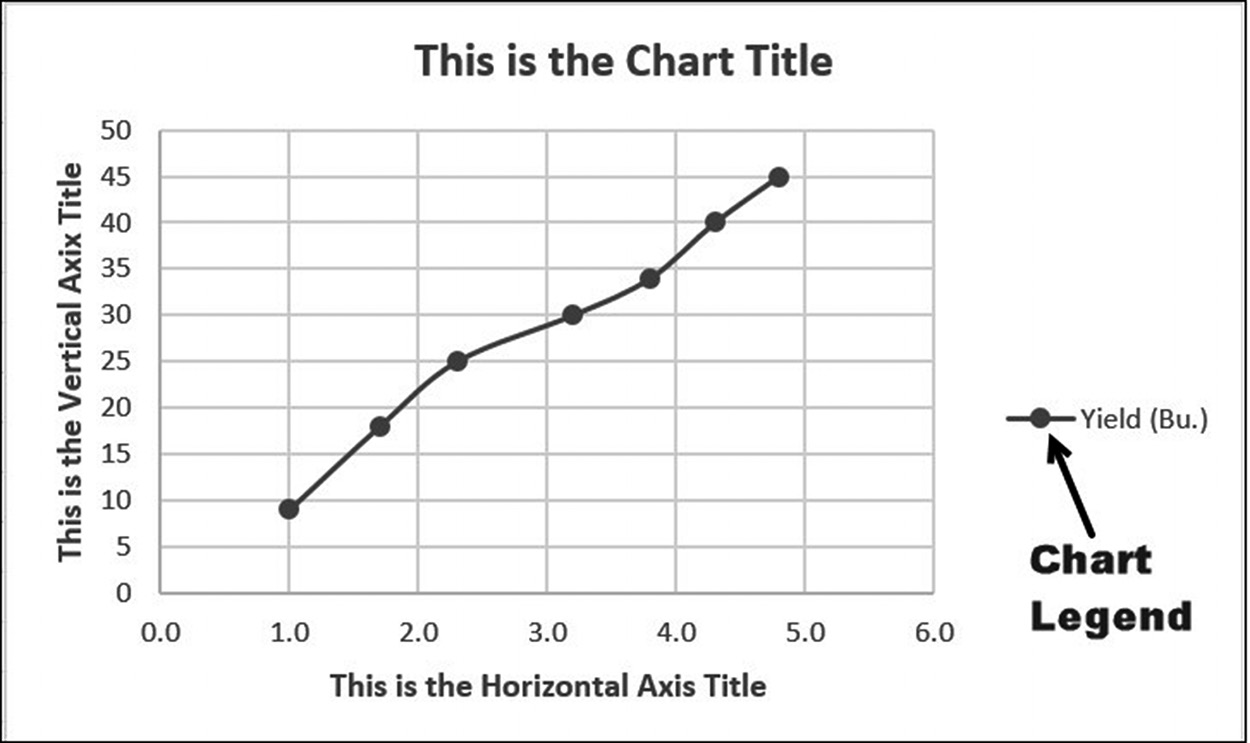 This is the Chart Title
This is the Vertical Axix Title
50
45
40
35
30
25
20
15
10
5
0
0.0 1.0 2.0 3.0 4.0 5.0 6.0
This is the Horizontal Axis Title
Yield (Bu.)
Chart
Legend